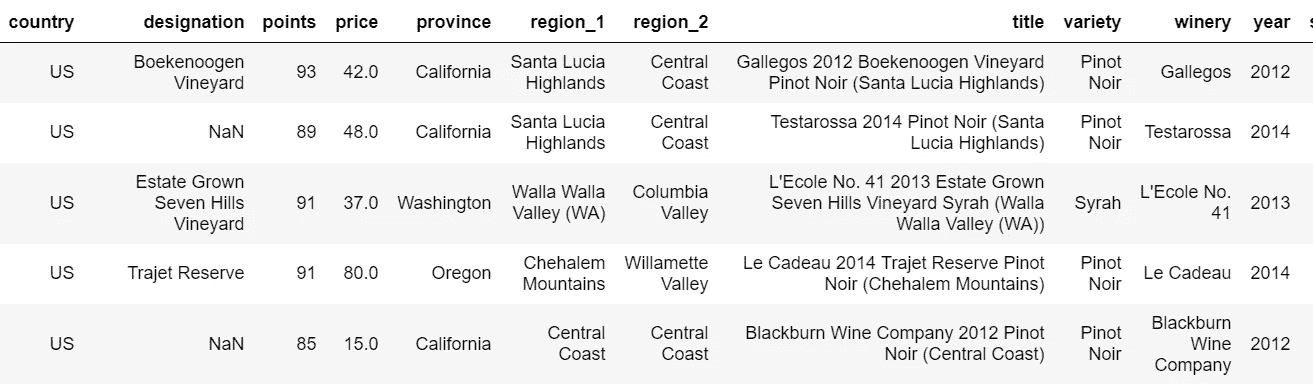 country designation points price province region_1 region_2 title variety winery year
US Boekenoogen Vineyard 93 42.0 California Santa Lucia Highlands Central Coast Gallegos 2012 Boekenoogen Vineyard Pinot Noir (Santa Lucia Highlands) Pinot Noir Gallegos 2012
US NaN 89 48.0 California Santa Lucia Highlands Central Coast Testarossa 2014 Pinot Noir (Santa Lucia Highlands) Pinot Noir Testarossa 2014
US Estate Grown Seven Hills Vineyard 91 37.0 Washington Walla Walla Valley (WA) Columbia Valley L'Ecole No. 41 2013 Estate Grown Seven Hills Vineyard Syrah (Walla Walla Valley (WA)) Syrah L'Ecole No. 41 2013
US Trajet Reserve 91 80.0 Oregon Chehalem Mountains Willamette Valley Le Cadeau 2014 Trajet Reserve Pinot Noir (Chehalem Mountains) Pinot Noir Le Cadeau 2014
US NaN 85 15.0 California Central Coast Central Coast Blackburn Wine Company 2012 Pinot Noir (Central Coast) Pinot Noir Blackburn Wine Company 2012